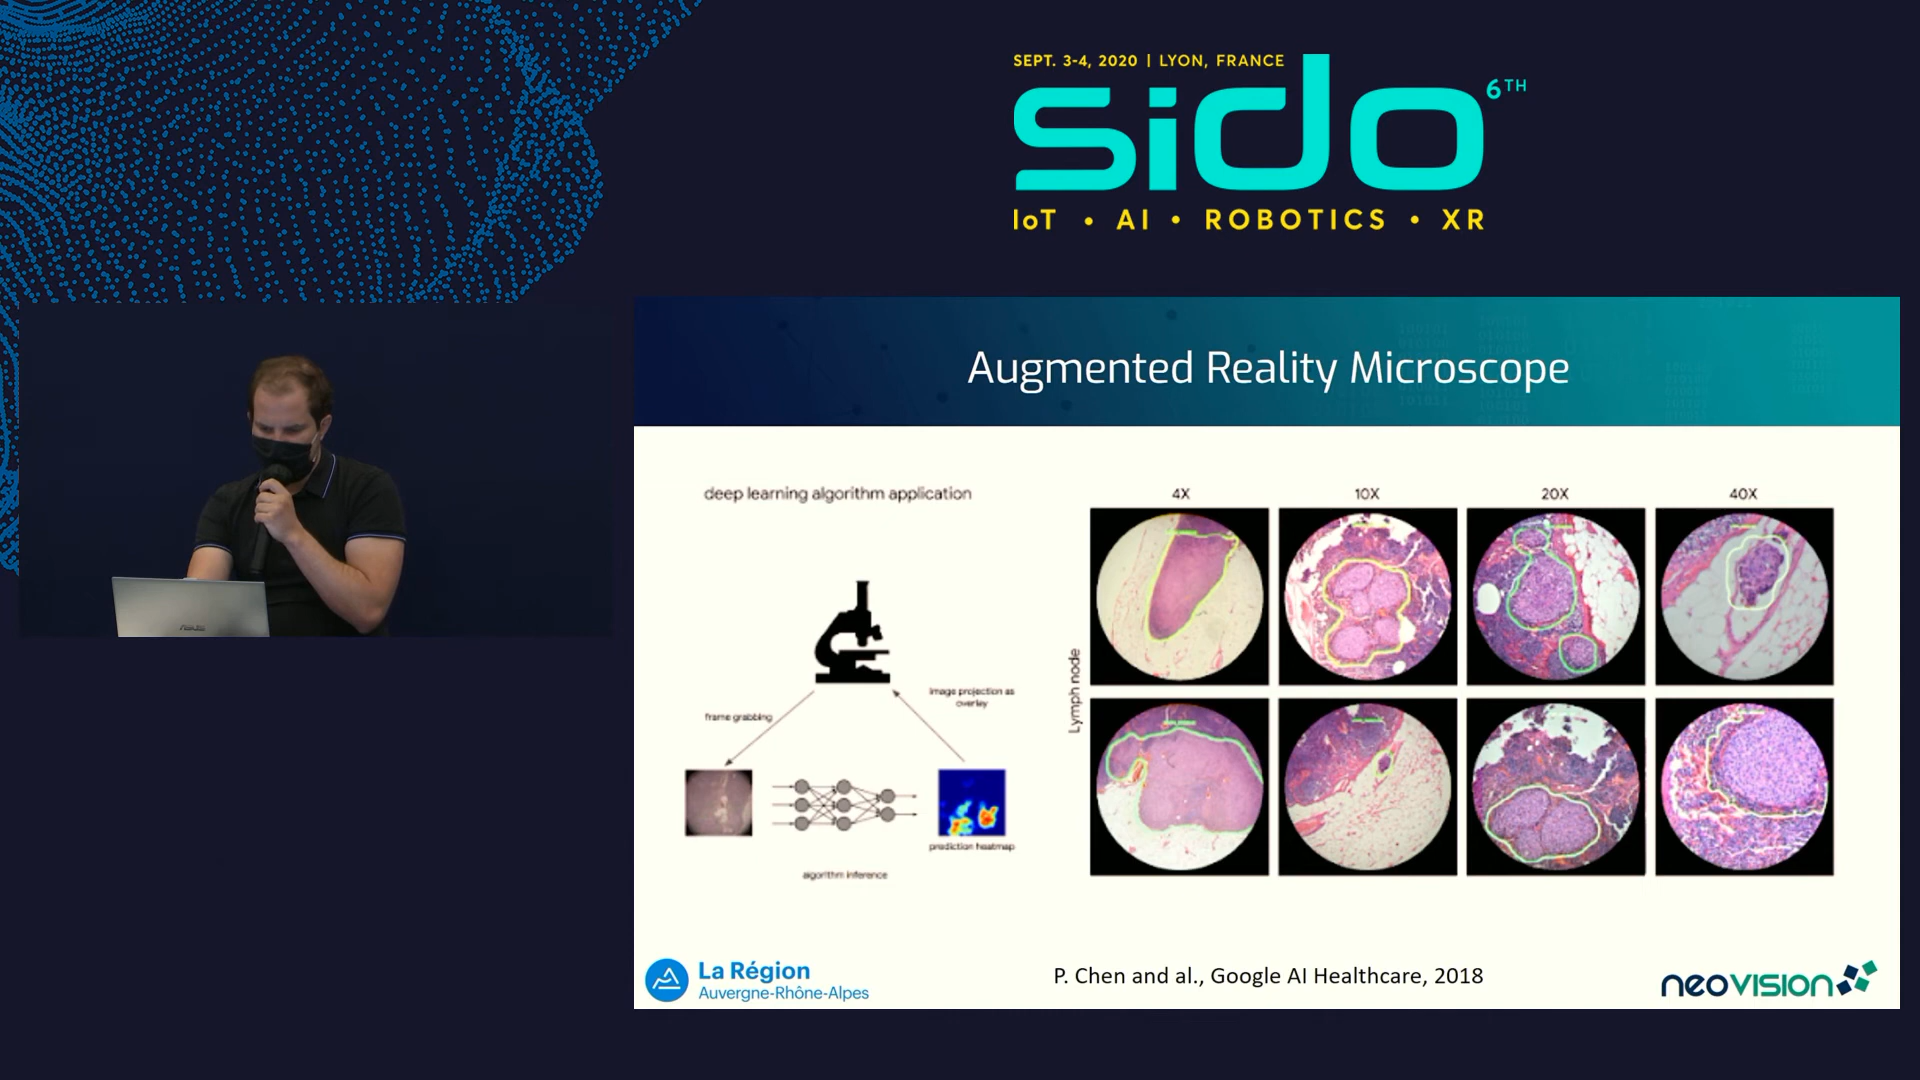 SEPT. 3-4, 2020 | LYON, FRANCE
sido 6TH
IoT • AI • ROBOTICS • XR
Augmented Reality Microscope
deep learning algorithm application
4X 10X 20X 40X
Lymph node
image projection as
overlay
frame grabbing
prediction heatmap
algorithm inference
La Région
Auvergne-Rhône-Alpes
P. Chen and al., Google AI Healthcare, 2018
neovision
ASUS